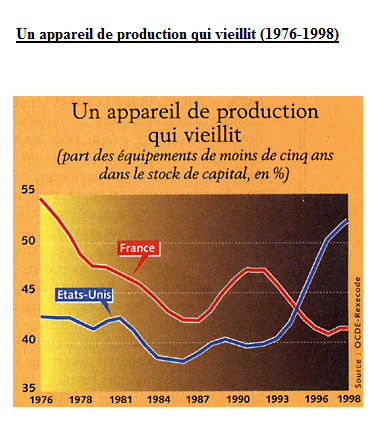 Un appareil de production qui vieillit (1976-1998)
Un appareil de production
qui vieillit
(part des équipements de moins de cinq ans
dans le stock de capital, en %)
55
50
45
40
35
France
Etats-Unis
1976 1978 1981 1984 1987 1990 1993 1996 1998
Source : OCDE-Rexecode